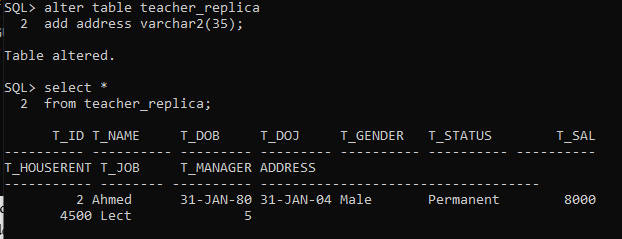 SQL> alter table teacher_replica
  2  add address varchar2(35);

Table altered.

SQL> select *
  2  from teacher_replica;

      T_ID T_NAME     T_DOB     T_DOJ     T_GENDER   T_STATUS        T_SAL
---------- ---------- --------- --------- ---------- ---------- ----------
T_HOUSERENT T_JOB       T_MANAGER ADDRESS
----------- ---------- ---------- -----------------------------------
         2 Ahmed      31-JAN-80 31-JAN-04 Male       Permanent        8000
       4500 Lect                5